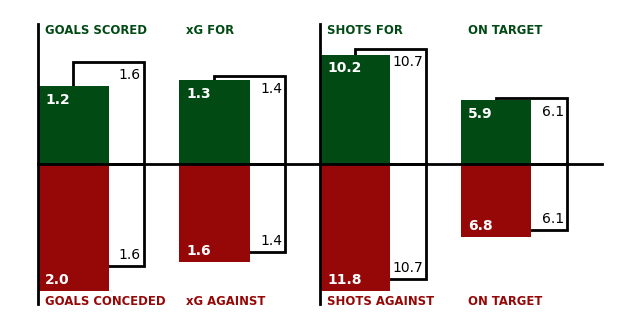 GOALS SCORED xG FOR SHOTS FOR ON TARGET
1.6 1.4 10.7 6.1
1.2 1.3 10.2 5.9
1.6 1.4 10.7 6.1
2.0 1.6 11.8 6.8
GOALS CONCEDED xG AGAINST SHOTS AGAINST ON TARGET